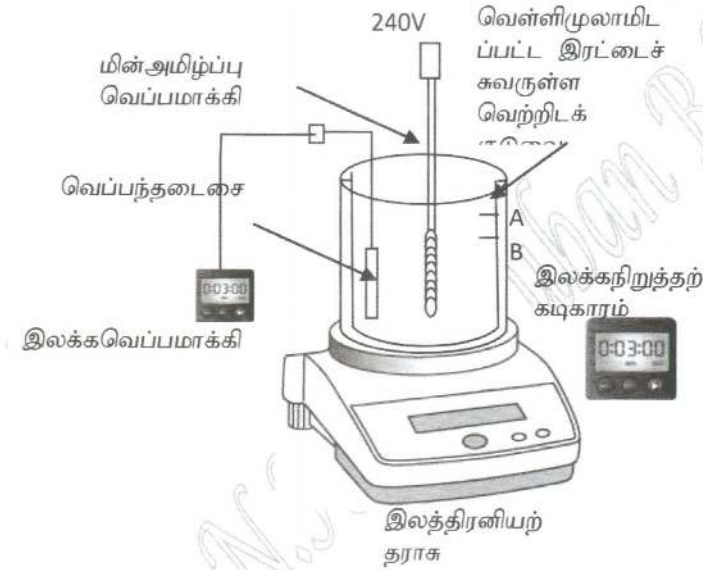 240V
மின்அமிழ்ப்பு
வெப்பமாக்கி
வெள்ளிமுலாமிட
ப்பட்ட இரட்டைச்
சுவருள்ள
வெற்றிடக்
வெப்பந்தடைசை
A
B
0:03:00
இலக்கவெப்பமாக்கி
இலக்கநிறுத்தற்
கடிகாரம்
0:03:00
இலத்திரனியற்
தராசு